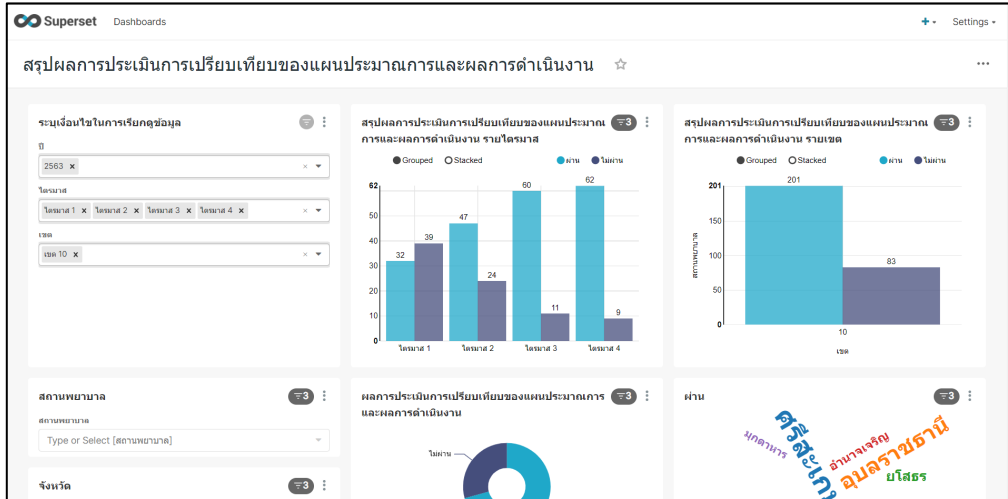 Superset Dashboards Settings
สรุปผลการประเมินการเปรียบเทียบของแผนประมาณการและผลการดำเนินงาน
ระบุเงื่อนไขในการเรียกดูข้อมูล
ปี
2563 x
ไตรมาส
ไตรมาส 1 x ไตรมาส 2 x ไตรมาส 3 x ไตรมาส 4 x
เขต
เขต 10 x
สรุปผลการประเมินการเปรียบเทียบของแผนประมาณ 3
การและผลการดำเนินงาน รายไตรมาส
Grouped Stacked ผ่าน ไม่ผ่าน
62
50
40
30
20
10
0
32 39 47 24 60 11 62 9
ไตรมาส 1 ไตรมาส 2 ไตรมาส 3 ไตรมาส 4
สรุปผลการประเมินการเปรียบเทียบของแผนประมาณ 3
การและผลการดำเนินงาน รายเขต
Grouped Stacked ผ่าน ไม่ผ่าน
สถานพยาบาล
201
150
100
50
0
201 83
10
เขต
สถานพยาบาล 3
สถานพยาบาล
Type or Select [สถานพยาบาล]
จังหวัด 3
ผลการประเมินการเปรียบเทียบของแผนประมาณการ 3
และผลการดำเนินงาน
ไม่ผ่าน
ผ่าน 3
มุกดาหาร
ศรีสะเกษ
อำนาจเจริญ
อุบลราชธานี
ยโสธร